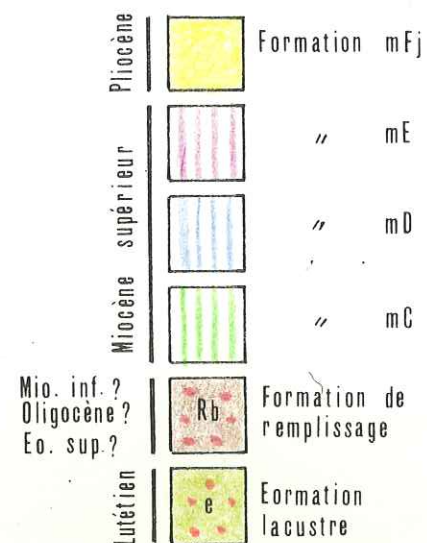 Pliocène
Formation mFj
Miocène supérieur
〃 mE
〃 mD
〃 mC
Mio. inf. ?
Oligocène ?
Eo. sup. ?
Rb
Formation de
remplissage
Lutétien
e
Eormation
lacustre